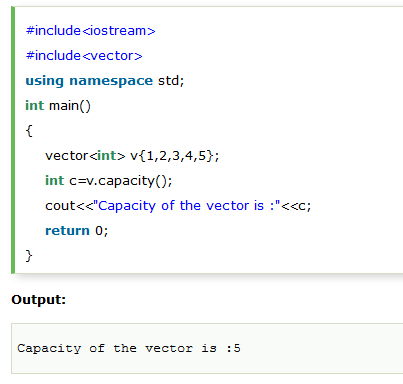 #include<iostream>
#include<vector>
using namespace std;
int main()
{
vector<int> v{1,2,3,4,5};
int c=v.capacity();
cout<<"Capacity of the vector is :"<<c;
return 0;
}
Output:
Capacity of the vector is :5